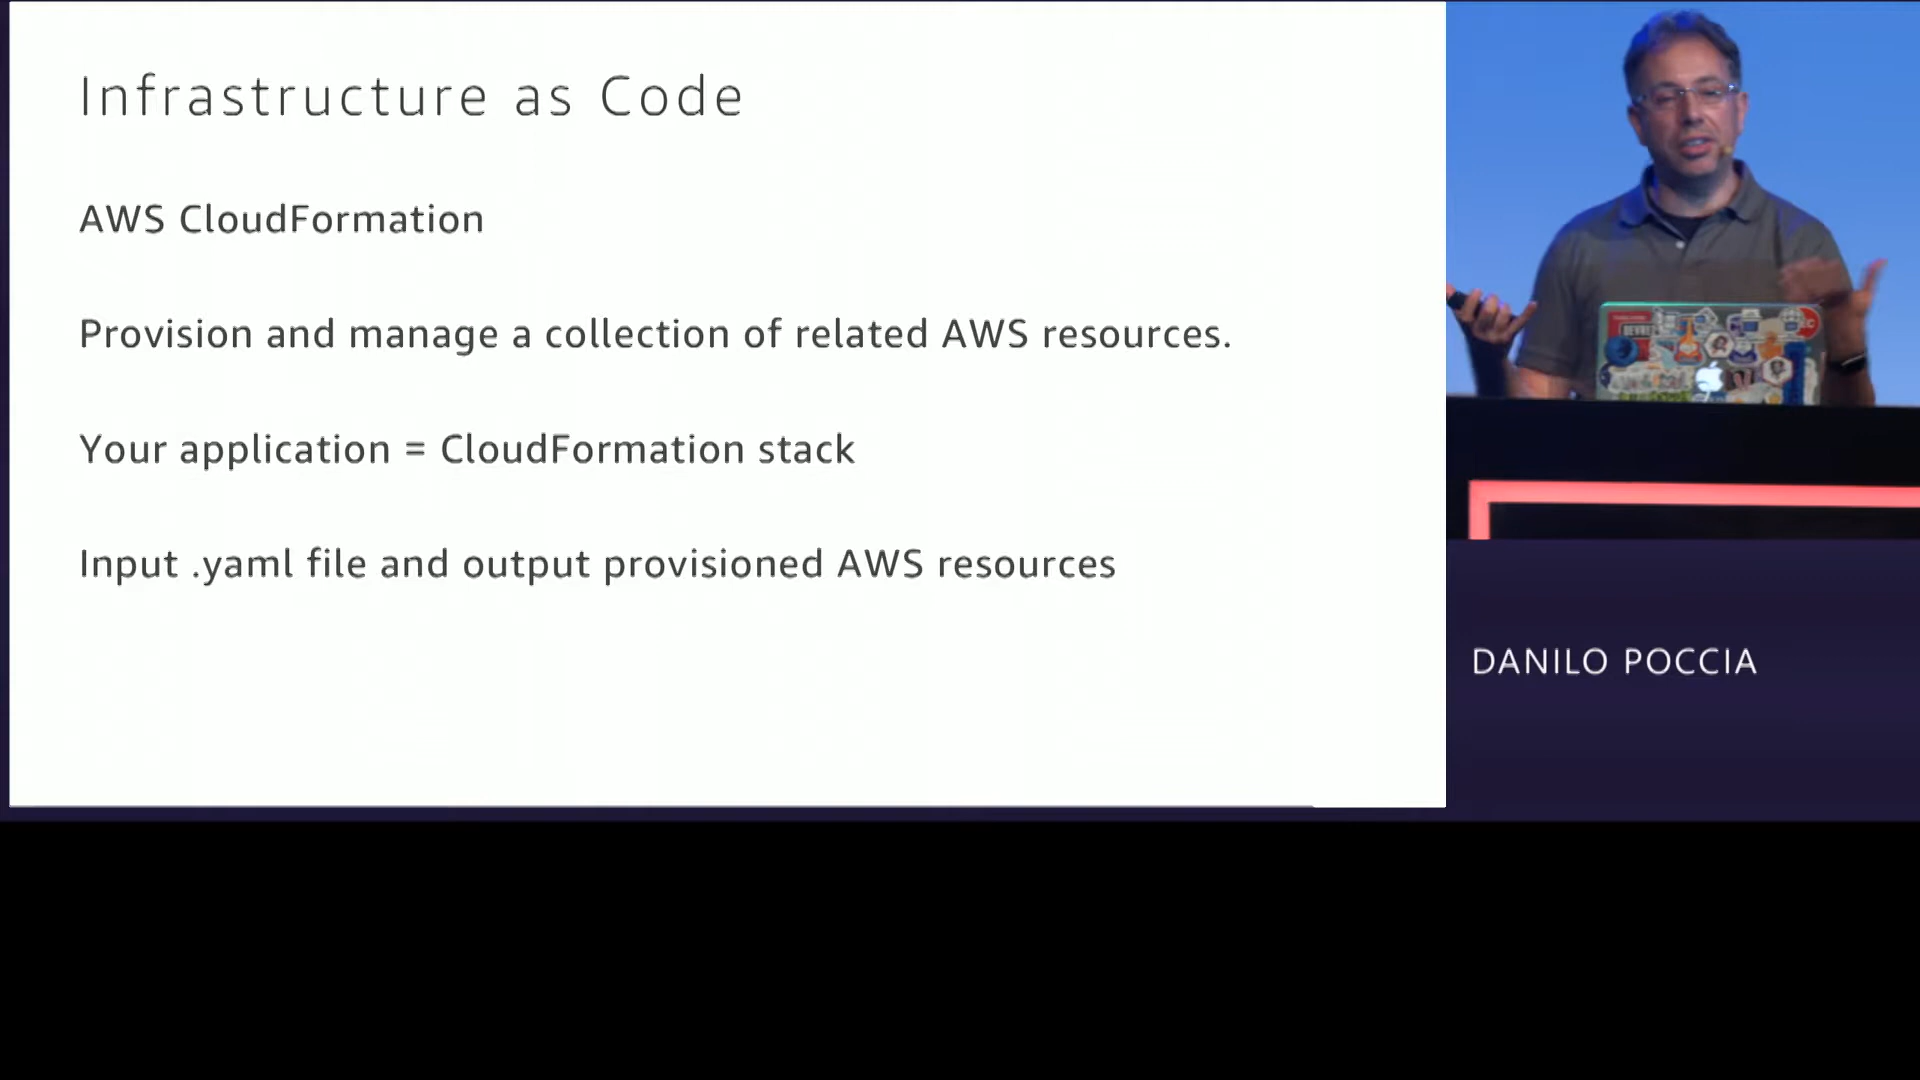 Infrastructure as Code
AWS CloudFormation
Provision and manage a collection of related AWS resources.
Your application = CloudFormation stack
Input .yaml file and output provisioned AWS resources
DANILO POCCIA